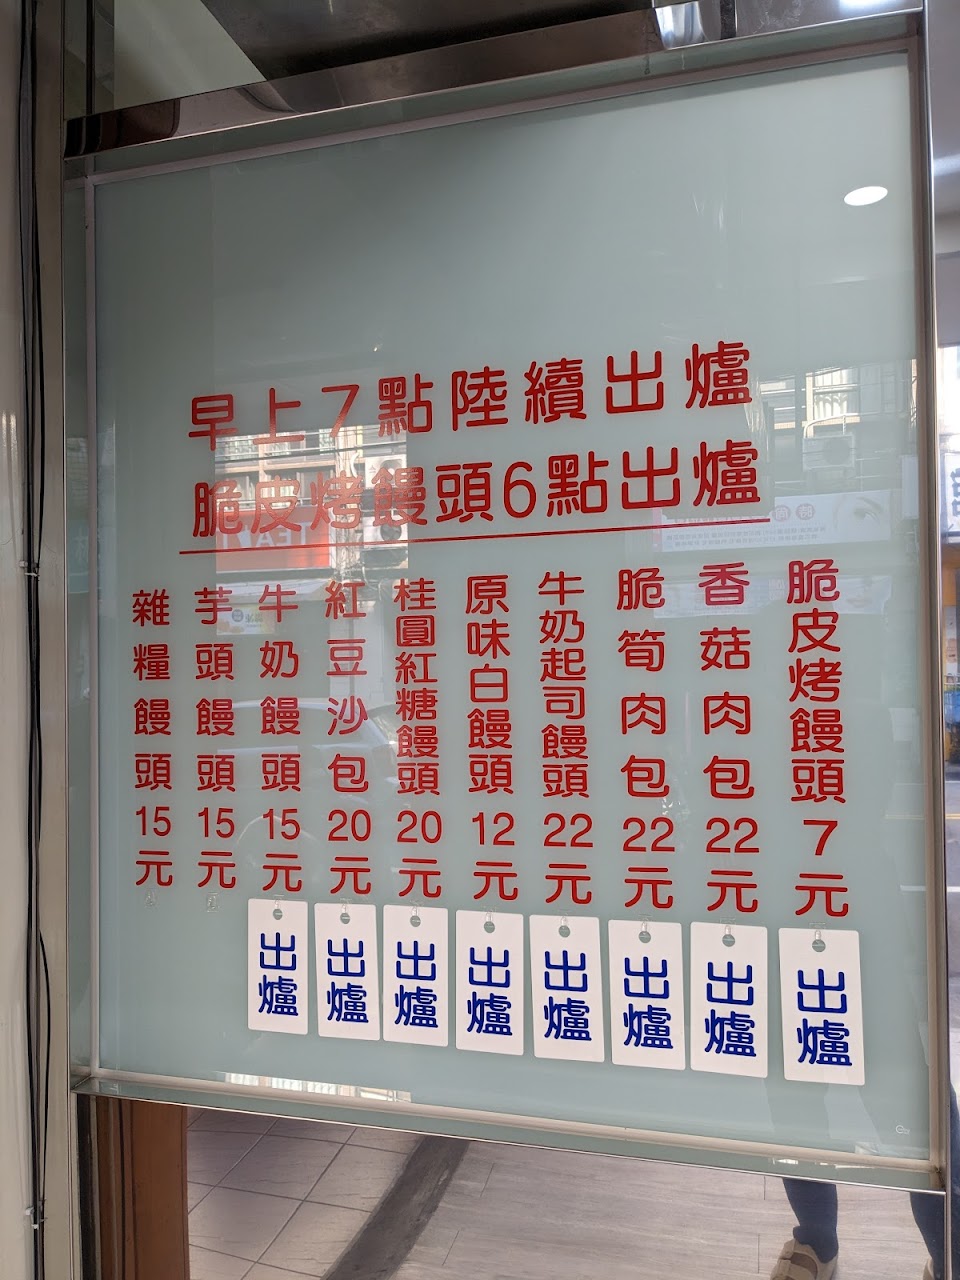 早上7點陸續出爐
脆皮烤饅頭6點出爐
脆皮烤饅頭7元
香菇肉包22元
脆筍肉包22元
牛奶起司饅頭22元
原味白饅頭12元
桂圓紅糖饅頭20元
紅豆沙包20元
牛奶饅頭15元
芋頭饅頭15元
雜糧饅頭15元
出爐
出爐
出爐
出爐
出爐
出爐
出爐
出爐